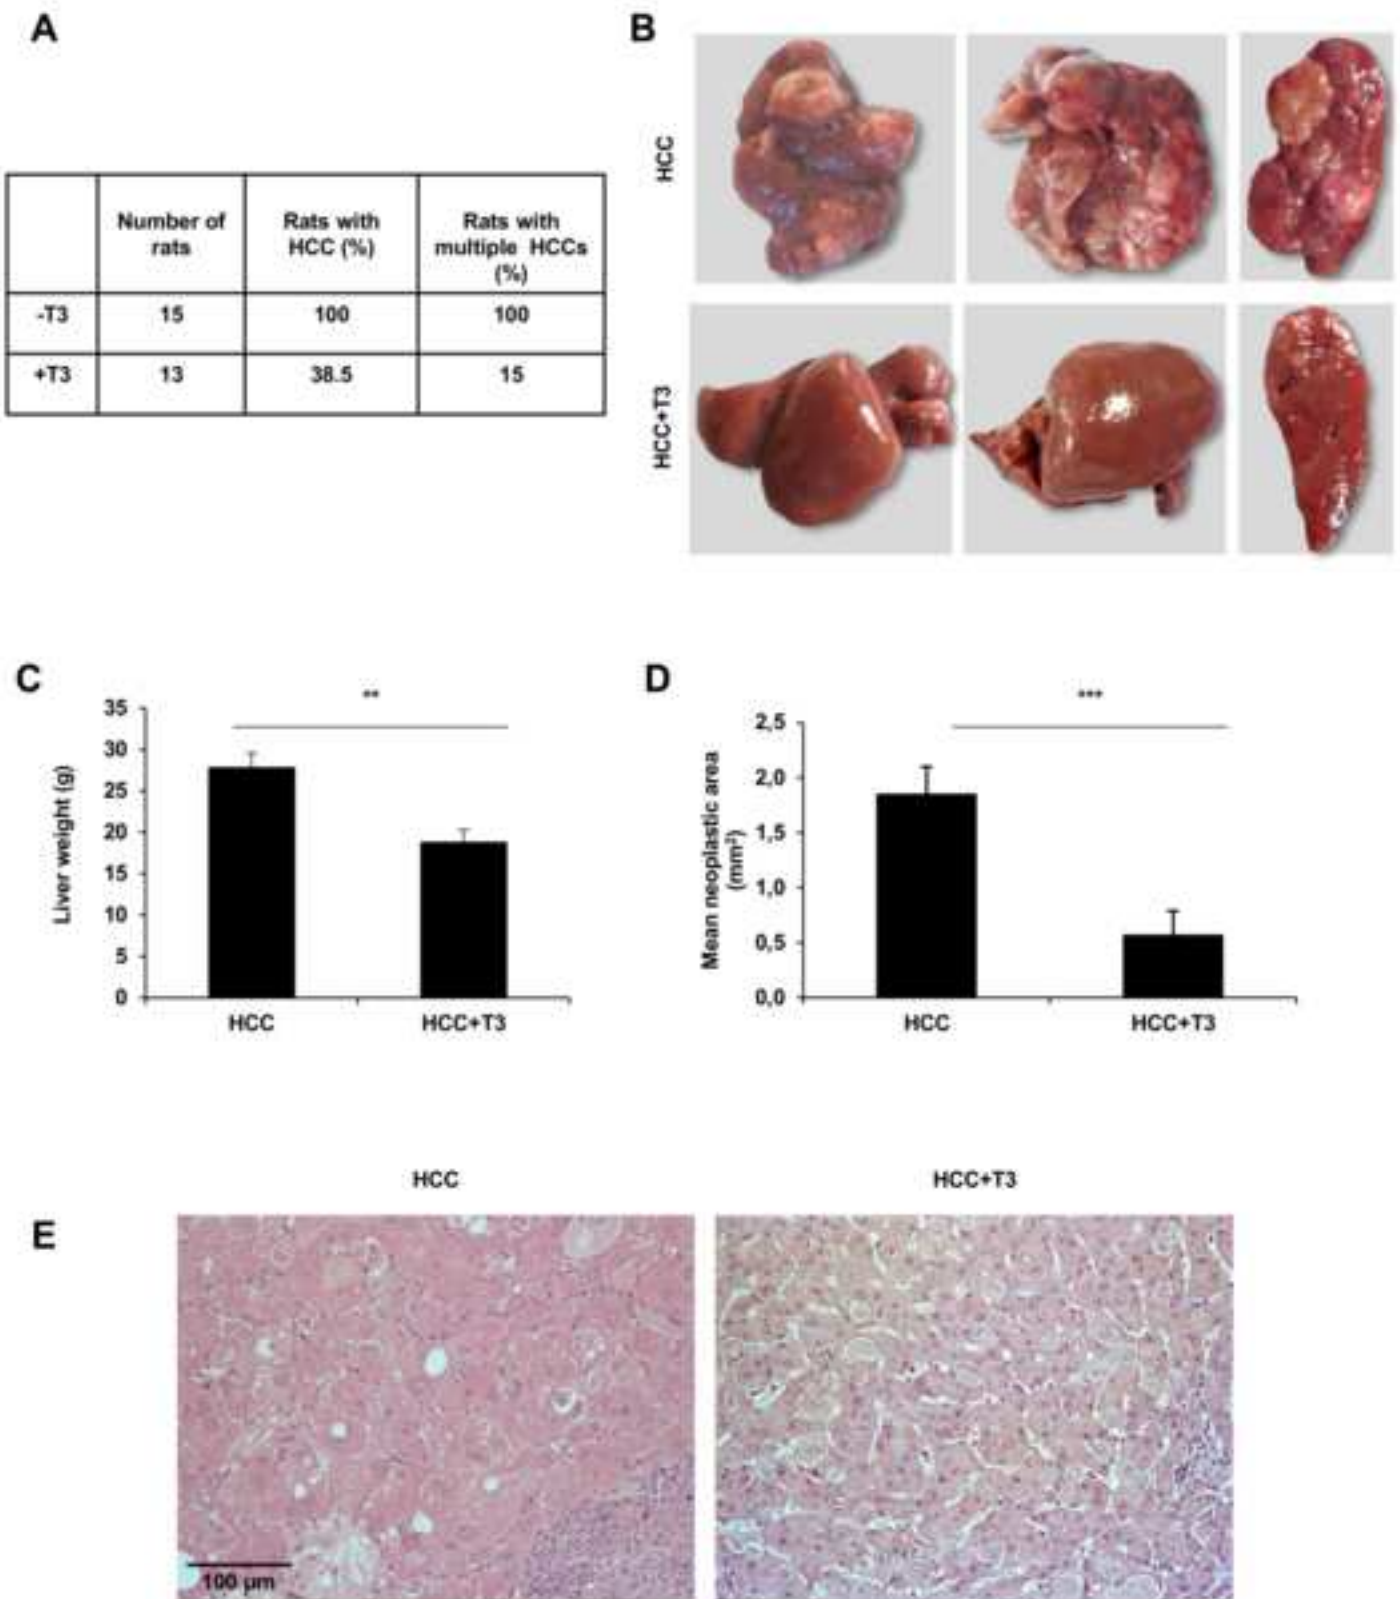 A
B
Number of
rats
Rats with
HCC (%)
Rats with
multiple HCCs
(%)
-T3
15
100
100
+T3
13
38.5
15
HCC
HCC+T3
C
**
Liver weight (g)
35
30
25
20
15
10
5
0
HCC
HCC+T3
D
***
Mean neoplastic area
(mm²)
2,5
2,0
1,5
1,0
0,5
0,0
HCC
HCC+T3
HCC
HCC+T3
E
100 µm